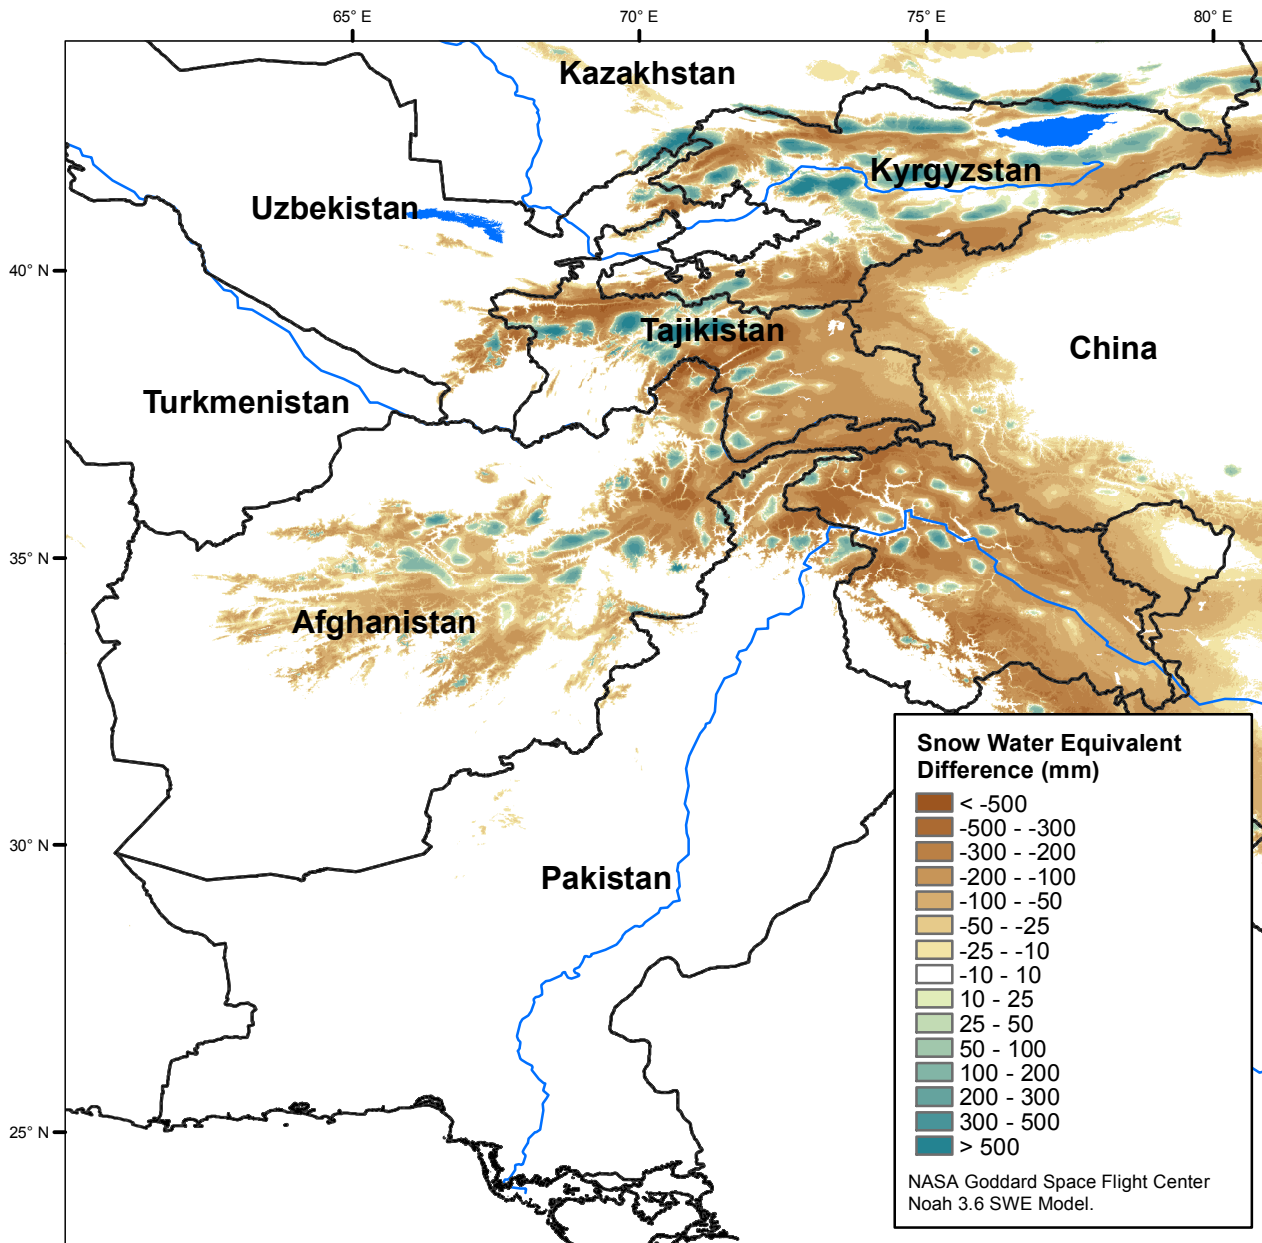 65° E 70° E 75° E 80° E
Kazakhstan
Kyrgyzstan
Uzbekistan
40° N
Tajikistan
China
Turkmenistan
35° N
Afghanistan
Snow Water Equivalent
Difference (mm)
< -500
-500 - -300
-300 - -200
-200 - -100
-100 - -50
-50 - -25
-25 - -10
-10 - 10
10 - 25
25 - 50
50 - 100
100 - 200
200 - 300
300 - 500
> 500
NASA Goddard Space Flight Center
Noah 3.6 SWE Model.
30° N
Pakistan
25° N